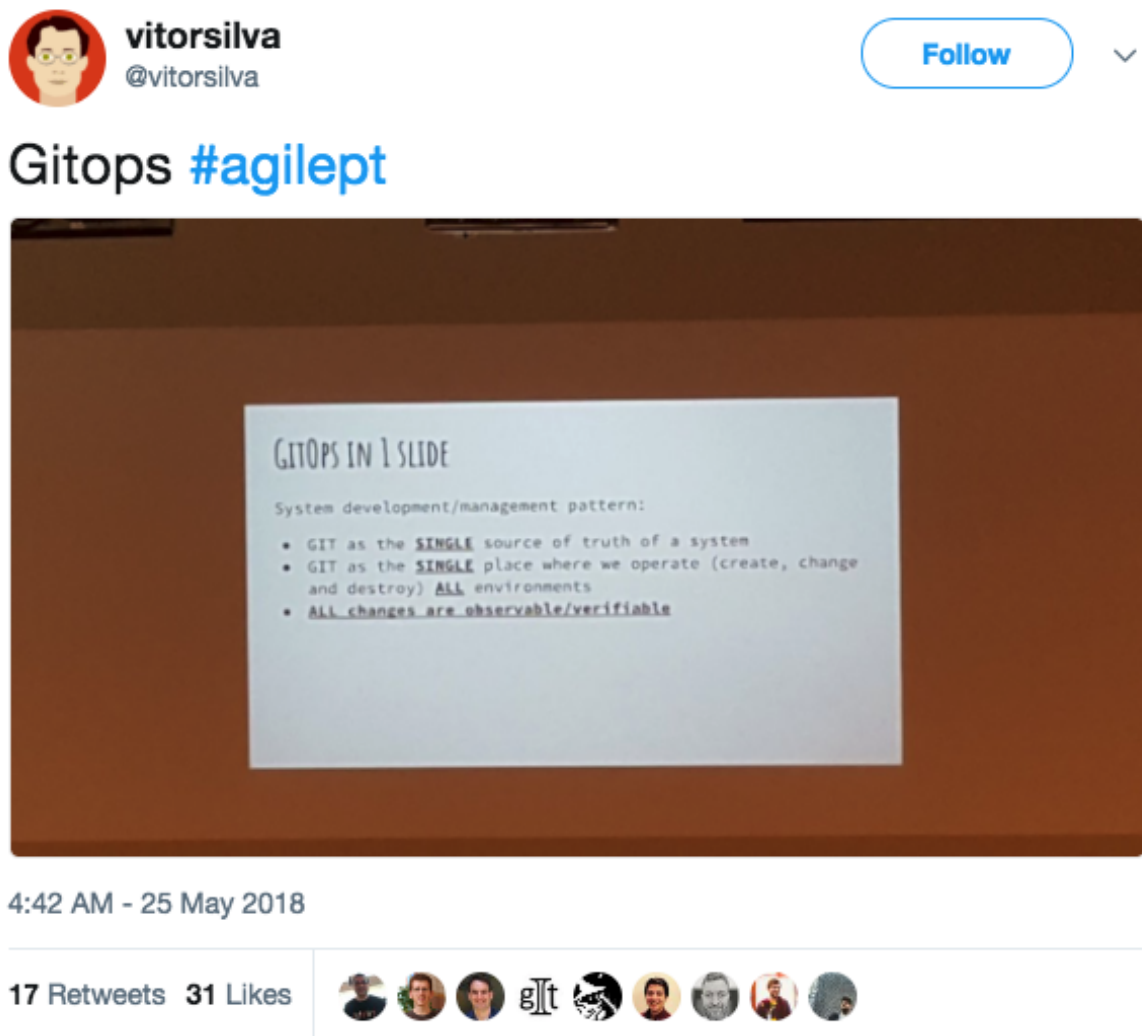 vitorsilva
@vitorsilva
Follow
Gitops #agilept
GITOPS IN 1 SLIDE
System development/management pattern:
• GIT as the SINGLE source of truth of a system
• GIT as the SINGLE place where we operate (create, change
and destroy) ALL environments
• ALL changes are observable/verifiable
4:42 AM - 25 May 2018
17 Retweets 31 Likes
git